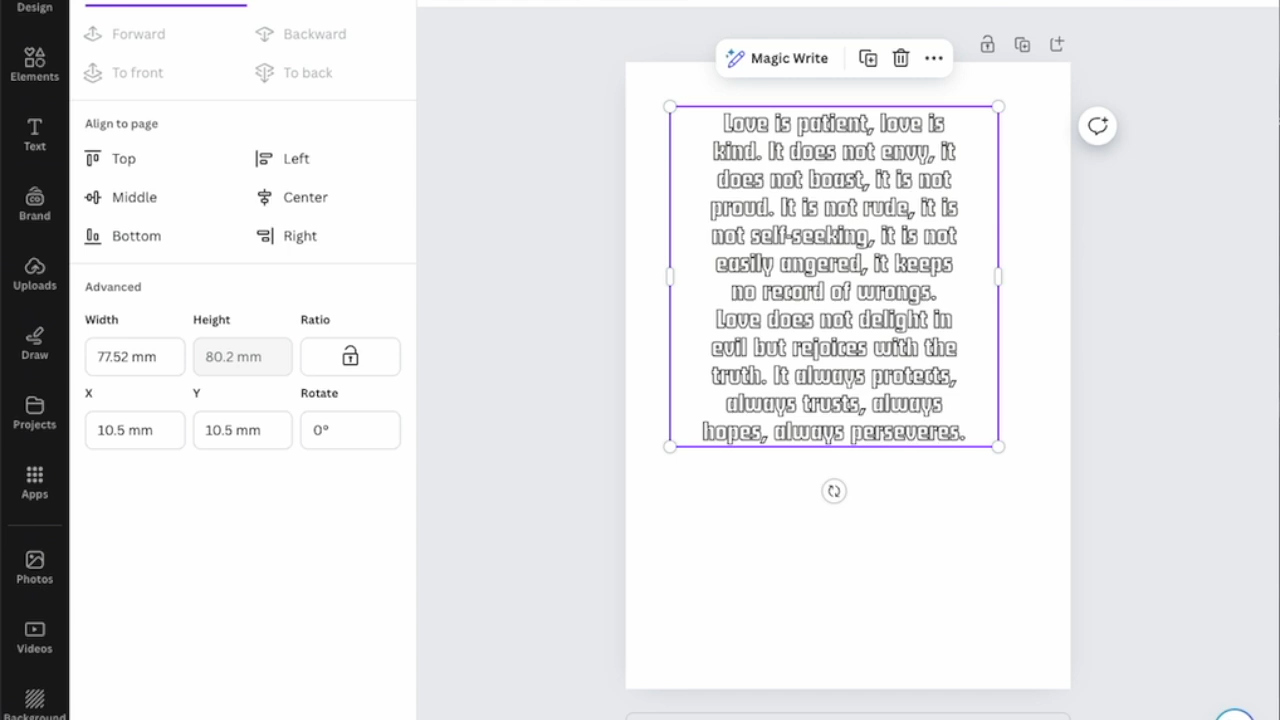 Design
Elements
Text
Brand
Uploads
Draw
Projects
Apps
Photos
Videos
Background
Forward
Backward
To front
To back
Align to page
Top
Left
Middle
Center
Bottom
Right
Advanced
Width
Height
Ratio
77.52 mm
80.2 mm
X
Y
Rotate
10.5 mm
10.5 mm
0°
Magic Write
Love is patient, love is
kind. It does not envy, it
does not boast, it is not
proud. It is not rude, it is
not self-seeking, it is not
easily angered, it keeps
no record of wrongs.
Love does not delight in
evil but rejoices with the
truth. It always protects,
always trusts, always
hopes, always perseveres.